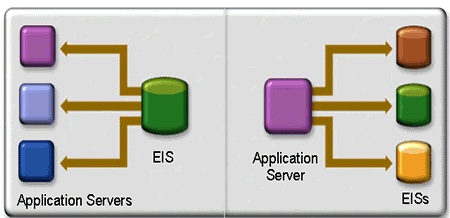 EIS
Application Servers
Application
Server
EISs